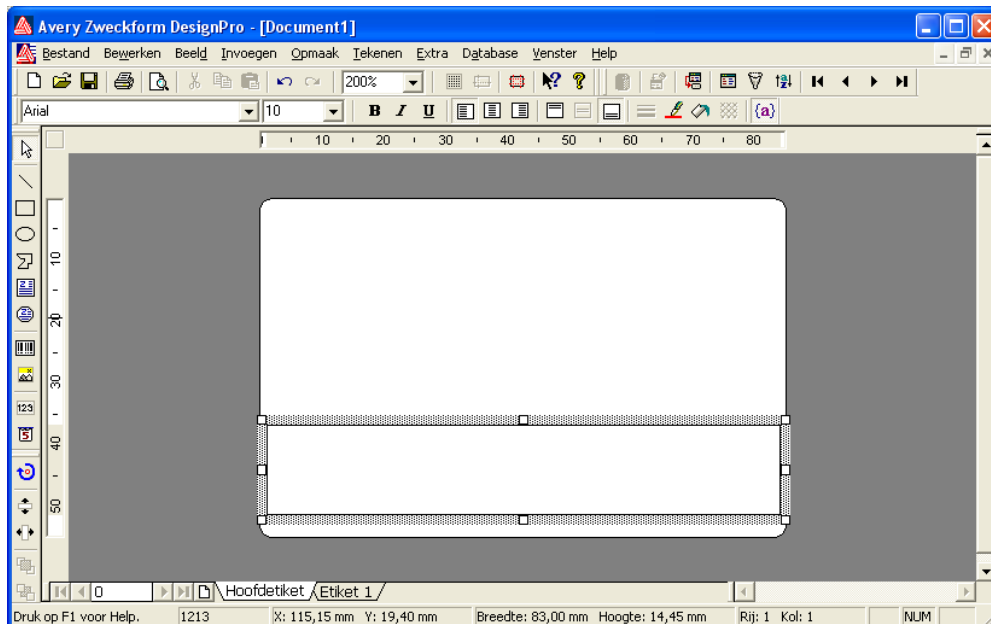 Avery Zweckform DesignPro - [Document1]
Bestand Bewerken Beeld Invoegen Opmaak Tekenen Extra Database Venster Help
200%
Arial 10 B I U {a}
10 20 30 40 50 60 70 80
10
20
30
123
5
40
50
0 Hoofdetiket Etiket 1
Druk op F1 voor Help. 1213 X: 115,15 mm Y: 19,40 mm Breedte: 83,00 mm Hoogte: 14,45 mm Rij: 1 Kol: 1 NUM